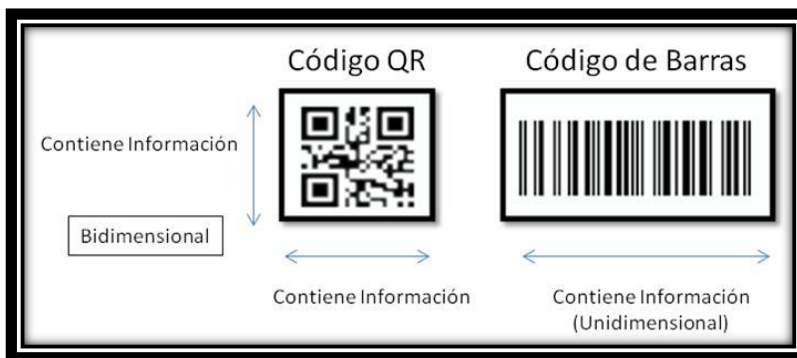 Código QR
Código de Barras
Contiene Información
Bidimensional
Contiene Información
Contiene Información
(Unidimensional)